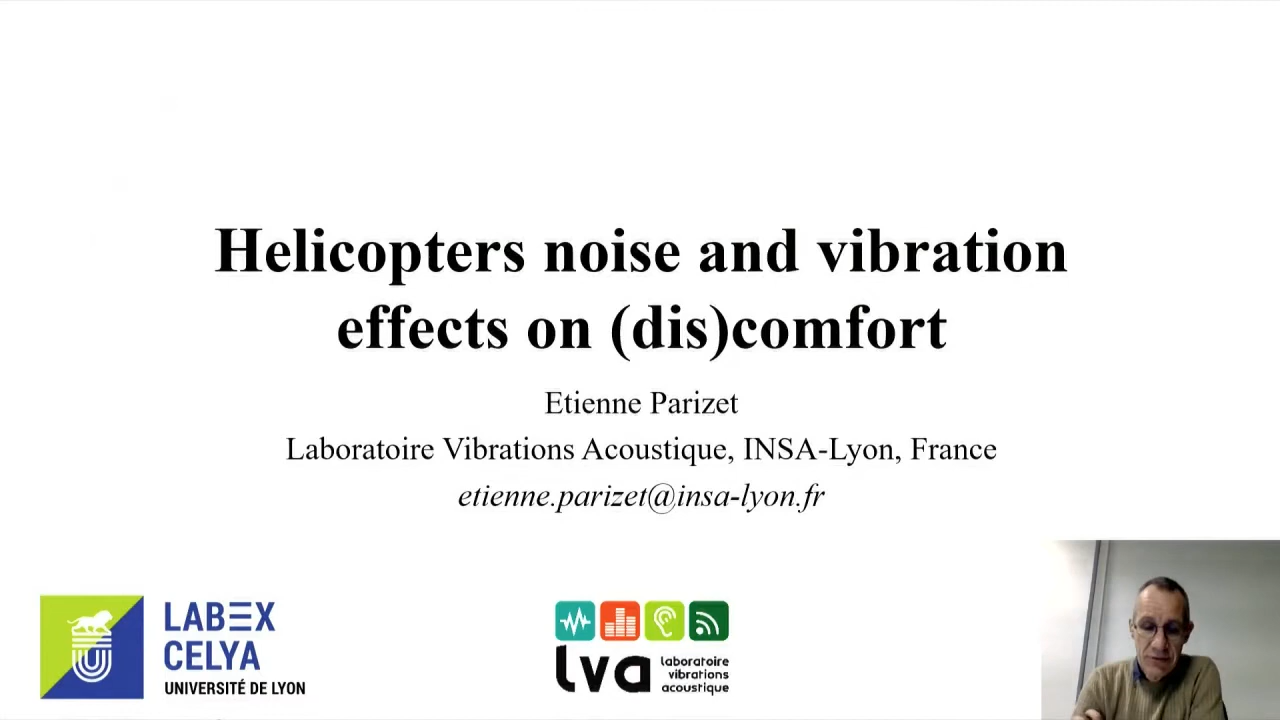 Helicopters noise and vibration
effects on (dis)comfort
Etienne Parizet
Laboratoire Vibrations Acoustique, INSA-Lyon, France
etienne.parizet@insa-lyon.fr
LABEX
CELYA
UNIVERSITÉ DE LYON
lva
laboratoire
vibrations
acoustique